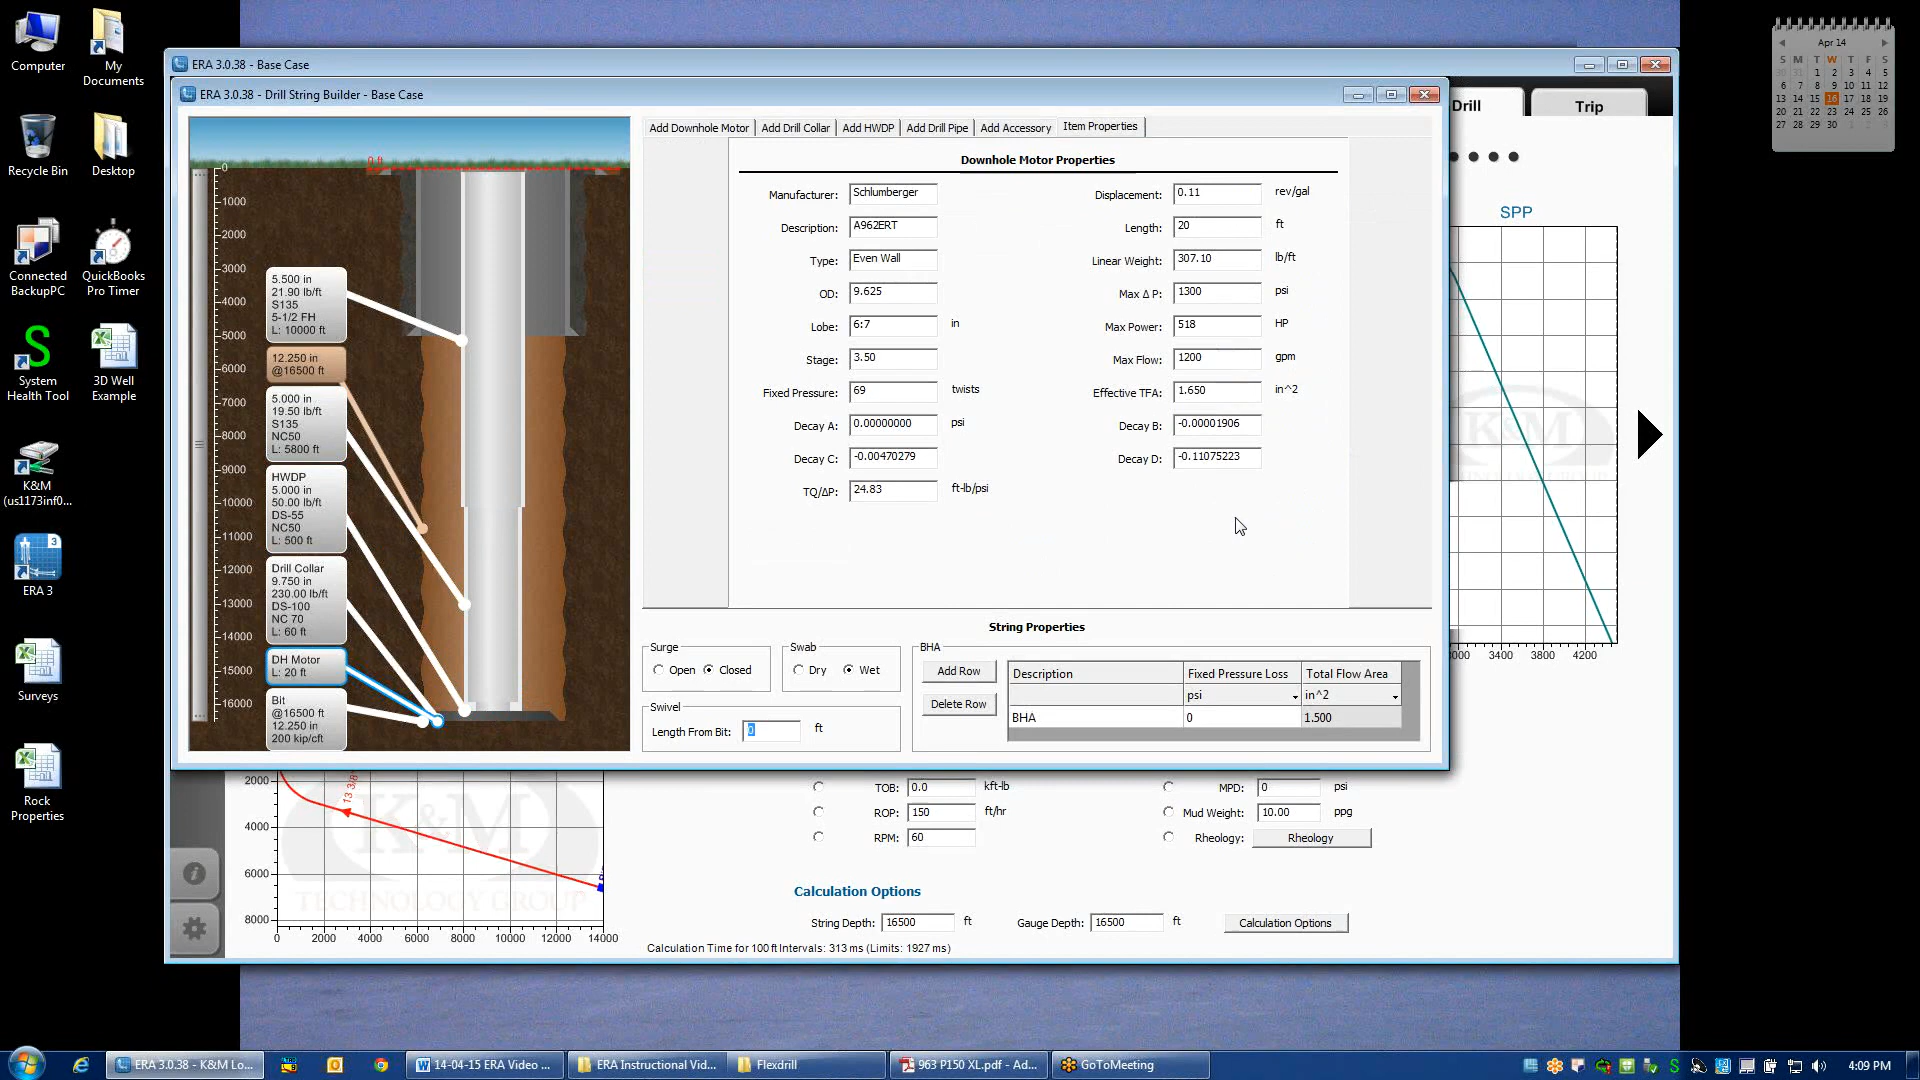 Computer
My Documents
Recycle Bin
Desktop
Connected BackupPC
QuickBooks Pro Timer
System Health Tool
3D Well Example
K&M (us1173inf0...
ERA 3
Surveys
Rock Properties
ERA 3.0.38 - Base Case
ERA 3.0.38 - Drill String Builder - Base Case
Drill
Trip
SPP
Apr 14
S M T W T F S
30 31 1 2 3 4 5
6 7 8 9 10 11 12
13 14 15 16 17 18 19
20 21 22 23 24 25 26
27 28 29 30 1 2 3
Add Downhole Motor
Add Drill Collar
Add HWDP
Add Drill Pipe
Add Accessory
Item Properties
0 ft
0
1000
2000
3000
4000
5000
6000
7000
8000
9000
10000
11000
12000
13000
14000
15000
16000
5.500 in
21.90 lb/ft
S135
5-1/2 FH
L: 10000 ft
12.250 in
@16500 ft
5.000 in
19.50 lb/ft
S135
NC50
L: 5800 ft
HWDP
5.000 in
50.00 lb/ft
DS-55
NC50
L: 500 ft
Drill Collar
9.750 in
230.00 lb/ft
DS-100
NC 70
L: 60 ft
DH Motor
L: 20 ft
Bit
@16500 ft
12.250 in
200 kip/cft
Downhole Motor Properties
Manufacturer: Schlumberger
Displacement: 0.11 rev/gal
Description: A962ERT
Length: 20 ft
Type: Even Wall
Linear Weight: 307.10 lb/ft
OD: 9.625
Max Δ P: 1300 psi
Lobe: 6:7 in
Max Power: 518 HP
Stage: 3.50
Max Flow: 1200 gpm
Fixed Pressure: 69 twists
Effective TFA: 1.650 in^2
Decay A: 0.00000000 psi
Decay B: -0.00001906
Decay C: -0.00470279
Decay D: -0.11075223
TQ/ΔP: 24.83 ft-lb/psi
String Properties
Surge
Open Closed
Swab
Dry Wet
Swivel
Length From Bit: 0 ft
BHA
Add Row
Delete Row
Description Fixed Pressure Loss Total Flow Area
psi in^2
BHA 0 1.500
K&M
3400 4200
TOB: 0.0 kft-lb
MPD: 0 psi
ROP: 150 ft/hr
Mud Weight: 10.00 ppg
RPM: 60
Rheology: Rheology
Calculation Options
String Depth: 16500 ft
Gauge Depth: 16500 ft
Calculation Options
Calculation Time for 100 ft Intervals: 313 ms (Limits: 1927 ms)
2000
4000
6000
8000
13 3/8"
K&M
TECHNOLOGY GROUP
0 2000 4000 6000 8000 10000 12000 14000
ERA 3.0.38 - K&M Lo...
14-04-15 ERA Video ...
ERA Instructional Vid...
Flexdrill
963 P150 XL.pdf - Ad...
GoToMeeting
4:09 PM